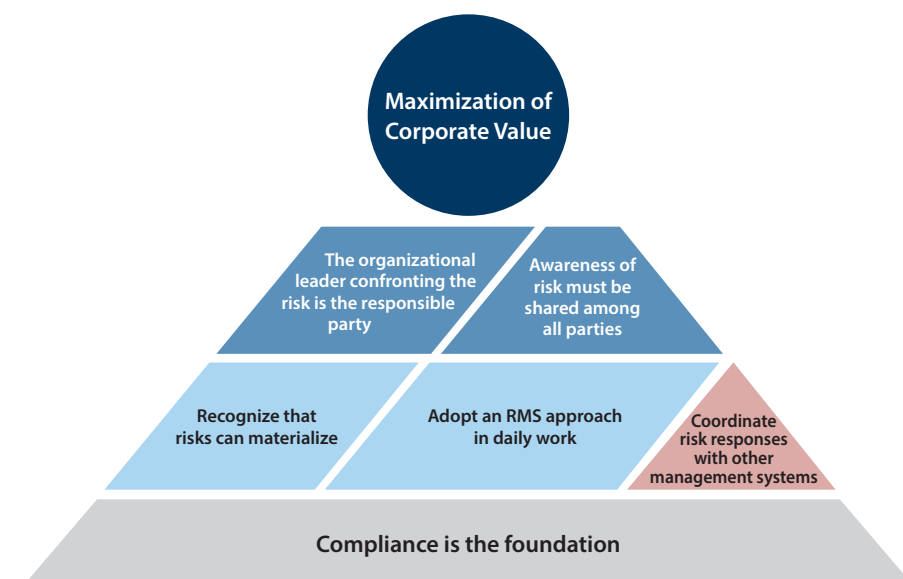 Maximization of
Corporate Value
The organizational
leader confronting the
risk is the responsible
party
Awareness of
risk must be
shared among
all parties
Recognize that
risks can materialize
Adopt an RMS approach
in daily work
Coordinate
risk responses
with other
management systems
Compliance is the foundation